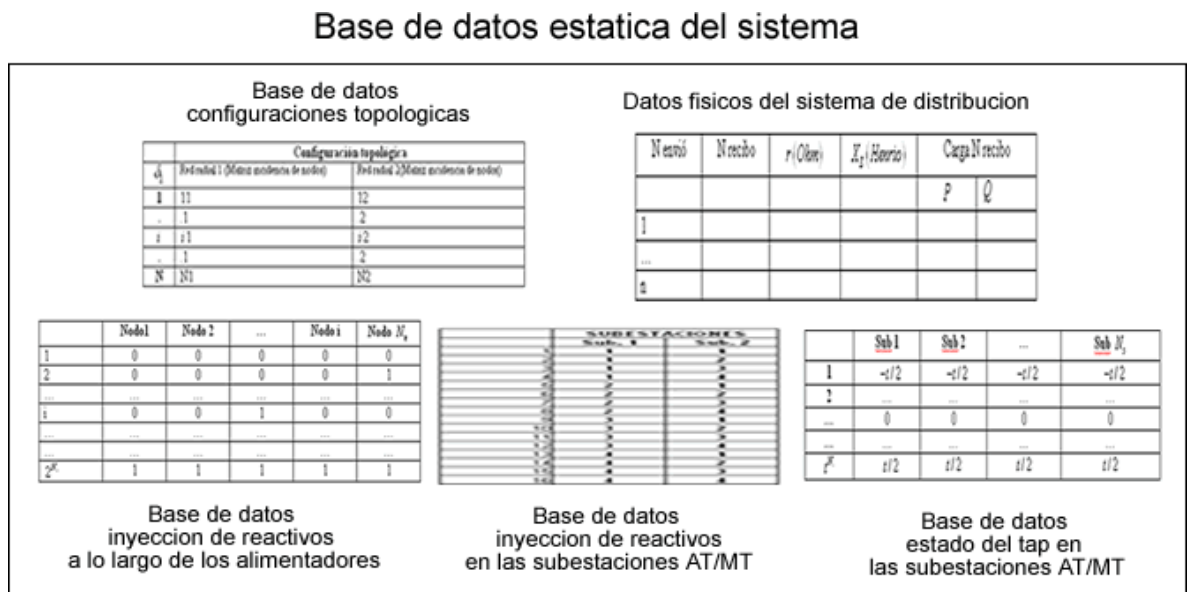 Base de datos estatica del sistema
Base de datos
configuraciones topologicas
Configuración topológica
Red radial 1 (Matriz incidencia de nodos) Red radial 2(Matriz incidencia de nodos)
1 11 12
. .1 .2
i i1 i2
. .1 .2
N N1 N2
Datos fisicos del sistema de distribucion
N envió N recibo r(Ohm) X_L(Henrio) Carga N recibo
P Q
1
...
n
Nodo1 Nodo 2 ... Nodo i Nodo N
1 0 0 0 0 0
2 0 0 0 0 1
... ... ... ... ... ...
i 0 0 1 0 0
... ... ... ... ... ...
... ... ... ... ... ...
2^N 1 1 1 1 1
Base de datos
inyeccion de reactivos
a lo largo de los alimentadores
SUBESTACIONES
Sub. 1 Sub. 2
Base de datos
inyeccion de reactivos
en las subestaciones AT/MT
Sub 1 Sub 2 ... Sub N_s
1 -t/2 -t/2 -t/2 -t/2
2 ... ... ... ...
... 0 0 0 0
... ... ... ... ...
t/2 t/2 t/2 t/2
Base de datos
estado del tap en
las subestaciones AT/MT